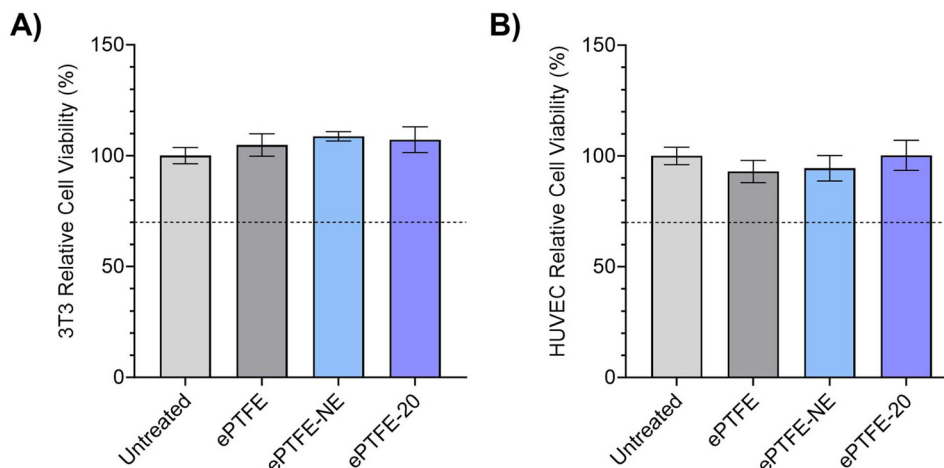 A)
3T3 Relative Cell Viability (%)
150
100
50
0
Untreated
ePTFE
ePTFE-NE
ePTFE-20
B)
HUVEC Relative Cell Viability (%)
150
100
50
0
Untreated
ePTFE
ePTFE-NE
ePTFE-20